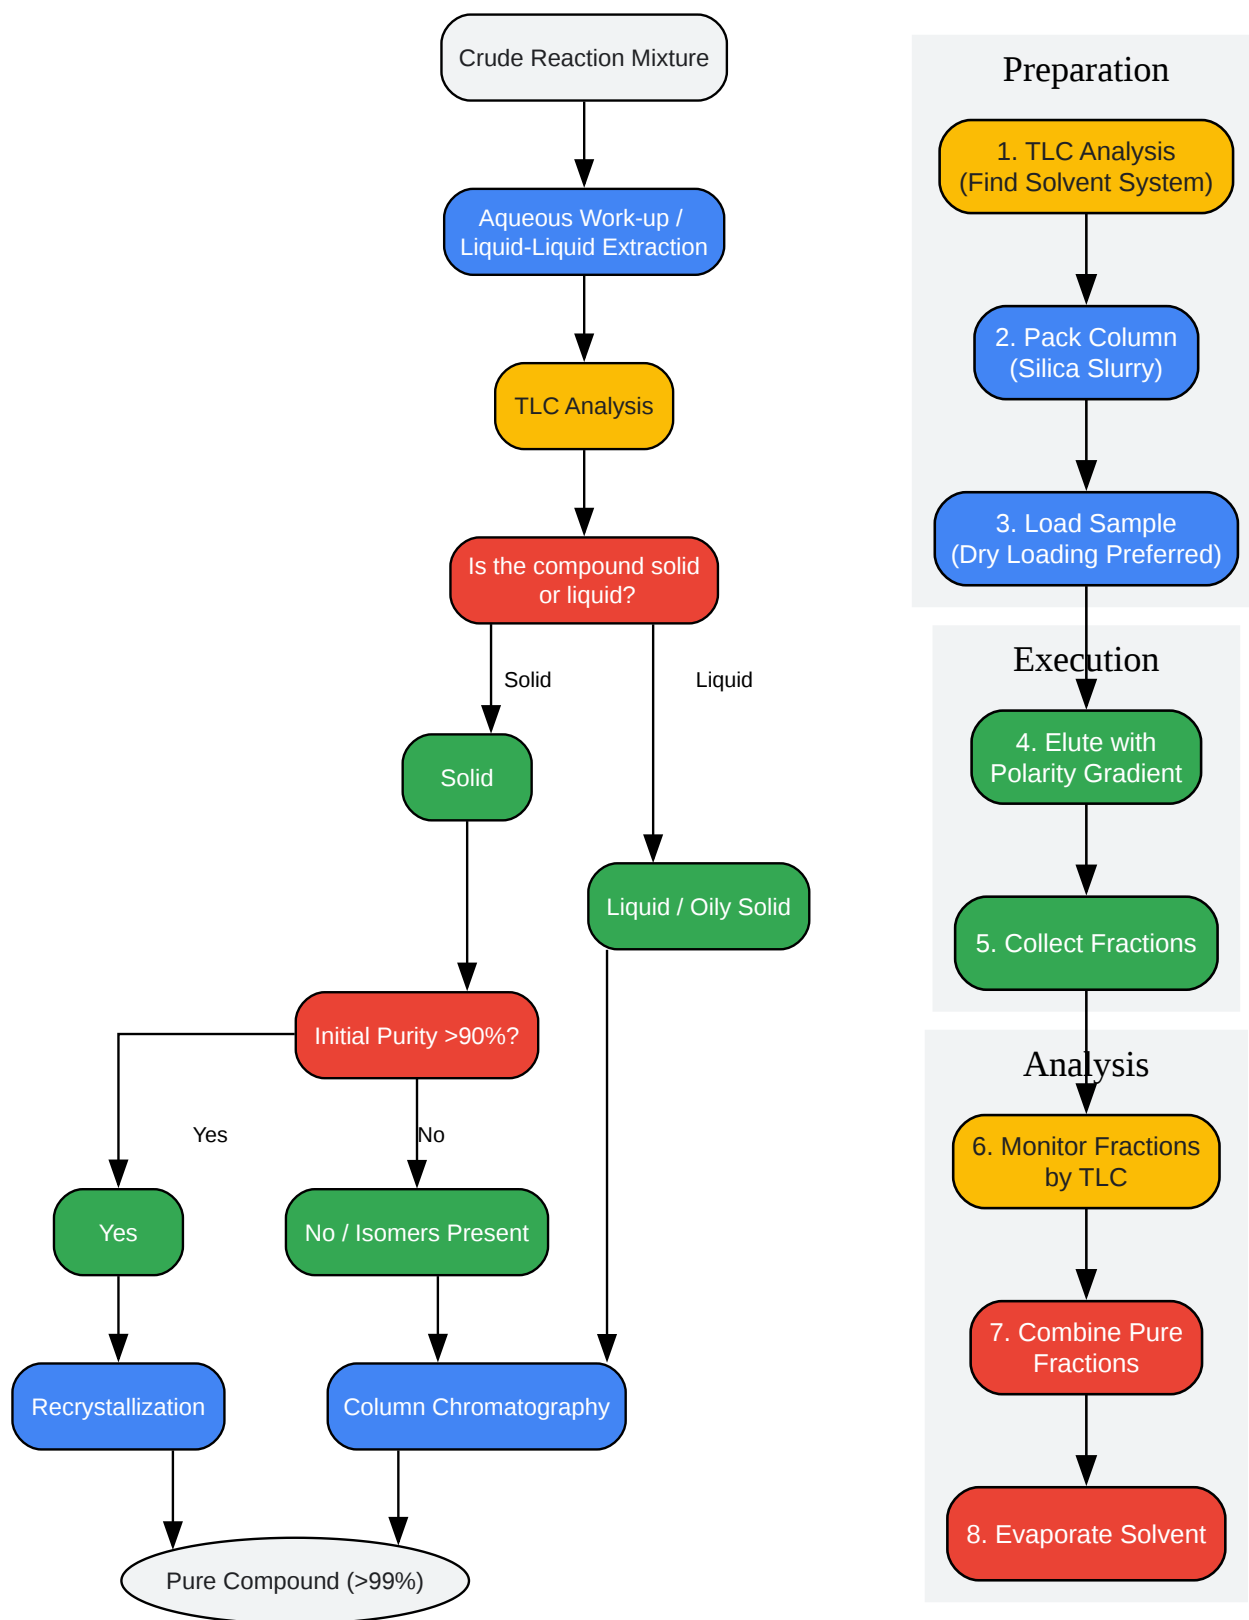 Crude Reaction Mixture
Aqueous Work-up /
Liquid-Liquid Extraction
TLC Analysis
Is the compound solid
or liquid?
Solid
Liquid
Solid
Liquid / Oily Solid
Initial Purity >90%?
Yes
No
Yes
No / Isomers Present
Recrystallization
Column Chromatography
Pure Compound (>99%)
Preparation
1. TLC Analysis
(Find Solvent System)
2. Pack Column
(Silica Slurry)
3. Load Sample
(Dry Loading Preferred)
Execution
4. Elute with
Polarity Gradient
5. Collect Fractions
Analysis
6. Monitor Fractions
by TLC
7. Combine Pure
Fractions
8. Evaporate Solvent